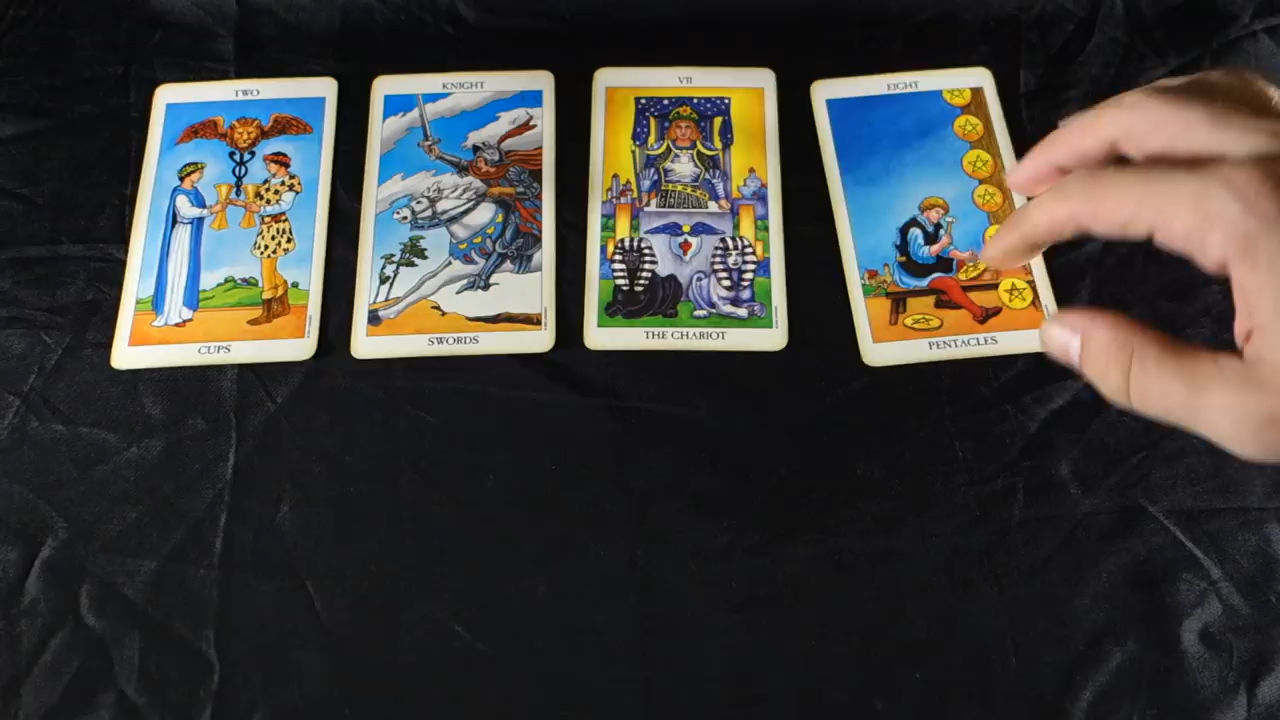 TWO
CUPS
KNIGHT
SWORDS
VII
THE CHARIOT
EIGHT
PENTACLES